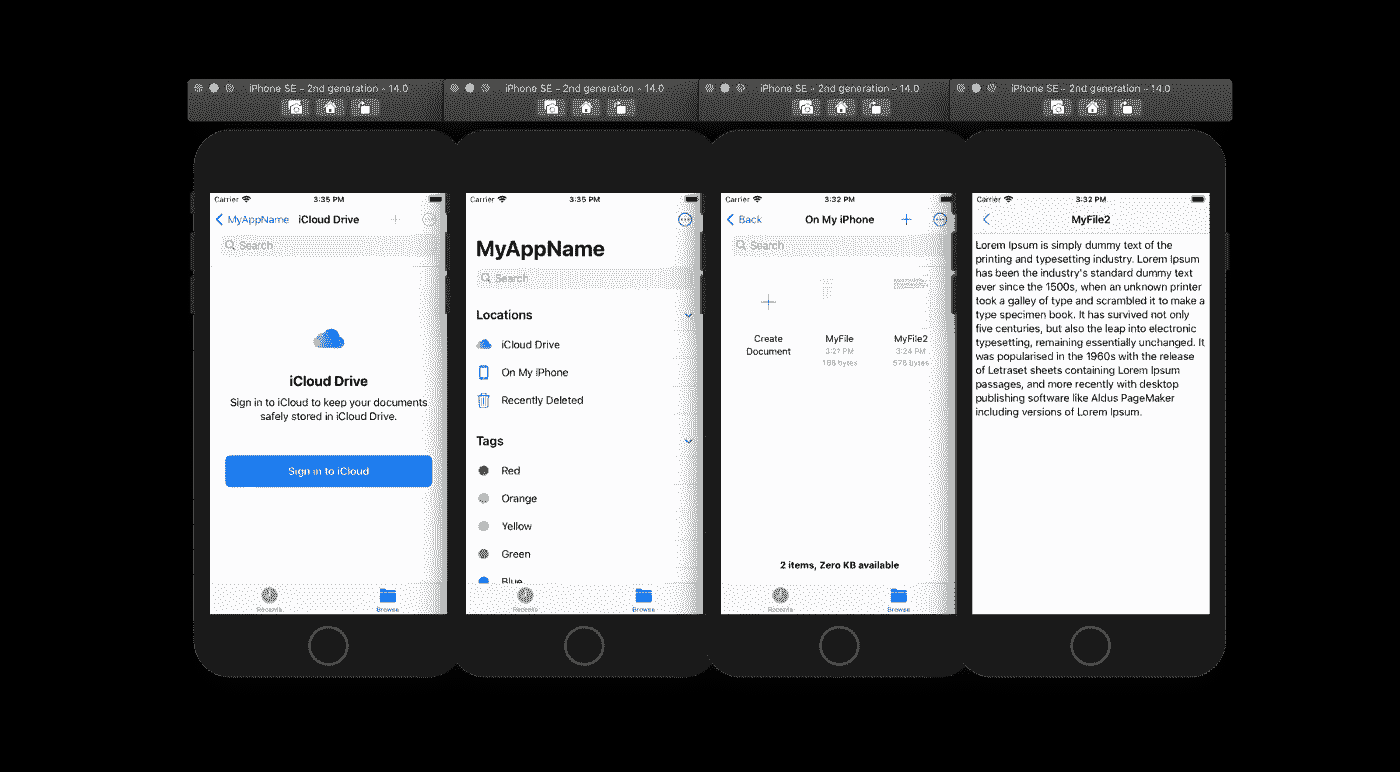 iPhone SE – 2nd generation – 14.0
Carrier 3:35 PM
MyAppName iCloud Drive
Search
iCloud Drive
Sign in to iCloud to keep your documents
safely stored in iCloud Drive.
Sign in to iCloud
Recents Browse
iPhone SE – 2nd generation – 14.0
Carrier 3:35 PM
MyAppName
Search
Locations
iCloud Drive
On My iPhone
Recently Deleted
Tags
Red
Orange
Yellow
Green
Blue
Recents Browse
iPhone SE – 2nd generation – 14.0
Carrier 3:32 PM
Back On My iPhone
Search
Create
Document
MyFile
3:21 PM
188 bytes
MyFile2
3:24 PM
578 bytes
2 items, Zero KB available
Recents Browse
iPhone SE – 2nd generation – 14.0
Carrier 3:32 PM
MyFile2
Lorem Ipsum is simply dummy text of the
printing and typesetting industry. Lorem Ipsum
has been the industry's standard dummy text
ever since the 1500s, when an unknown printer
took a galley of type and scrambled it to make a
type specimen book. It has survived not only
five centuries, but also the leap into electronic
typesetting, remaining essentially unchanged. It
was popularised in the 1960s with the release
of Letraset sheets containing Lorem Ipsum
passages, and more recently with desktop
publishing software like Aldus PageMaker
including versions of Lorem Ipsum.